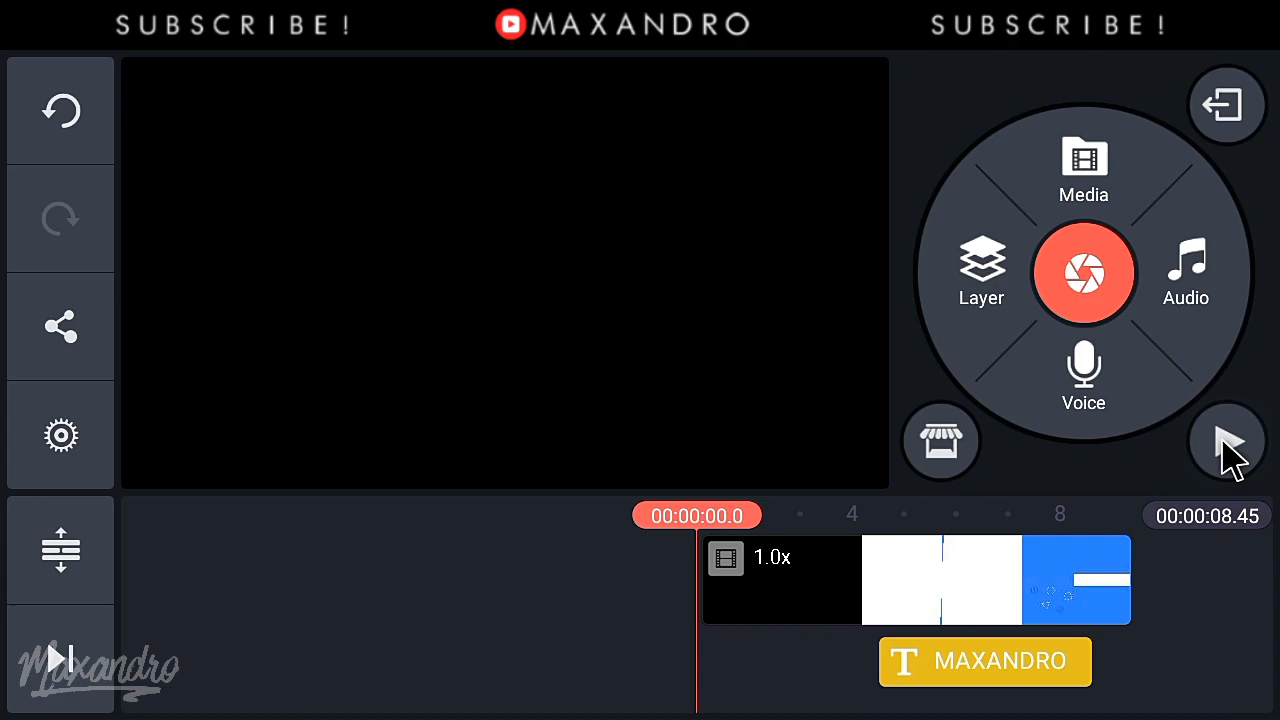 SUBSCRIBE! MAXANDRO SUBSCRIBE!
Media
Layer
Audio
Voice
00:00:00.0 4 8 00:00:08.45
1.0x
T MAXANDRO
Maxandro